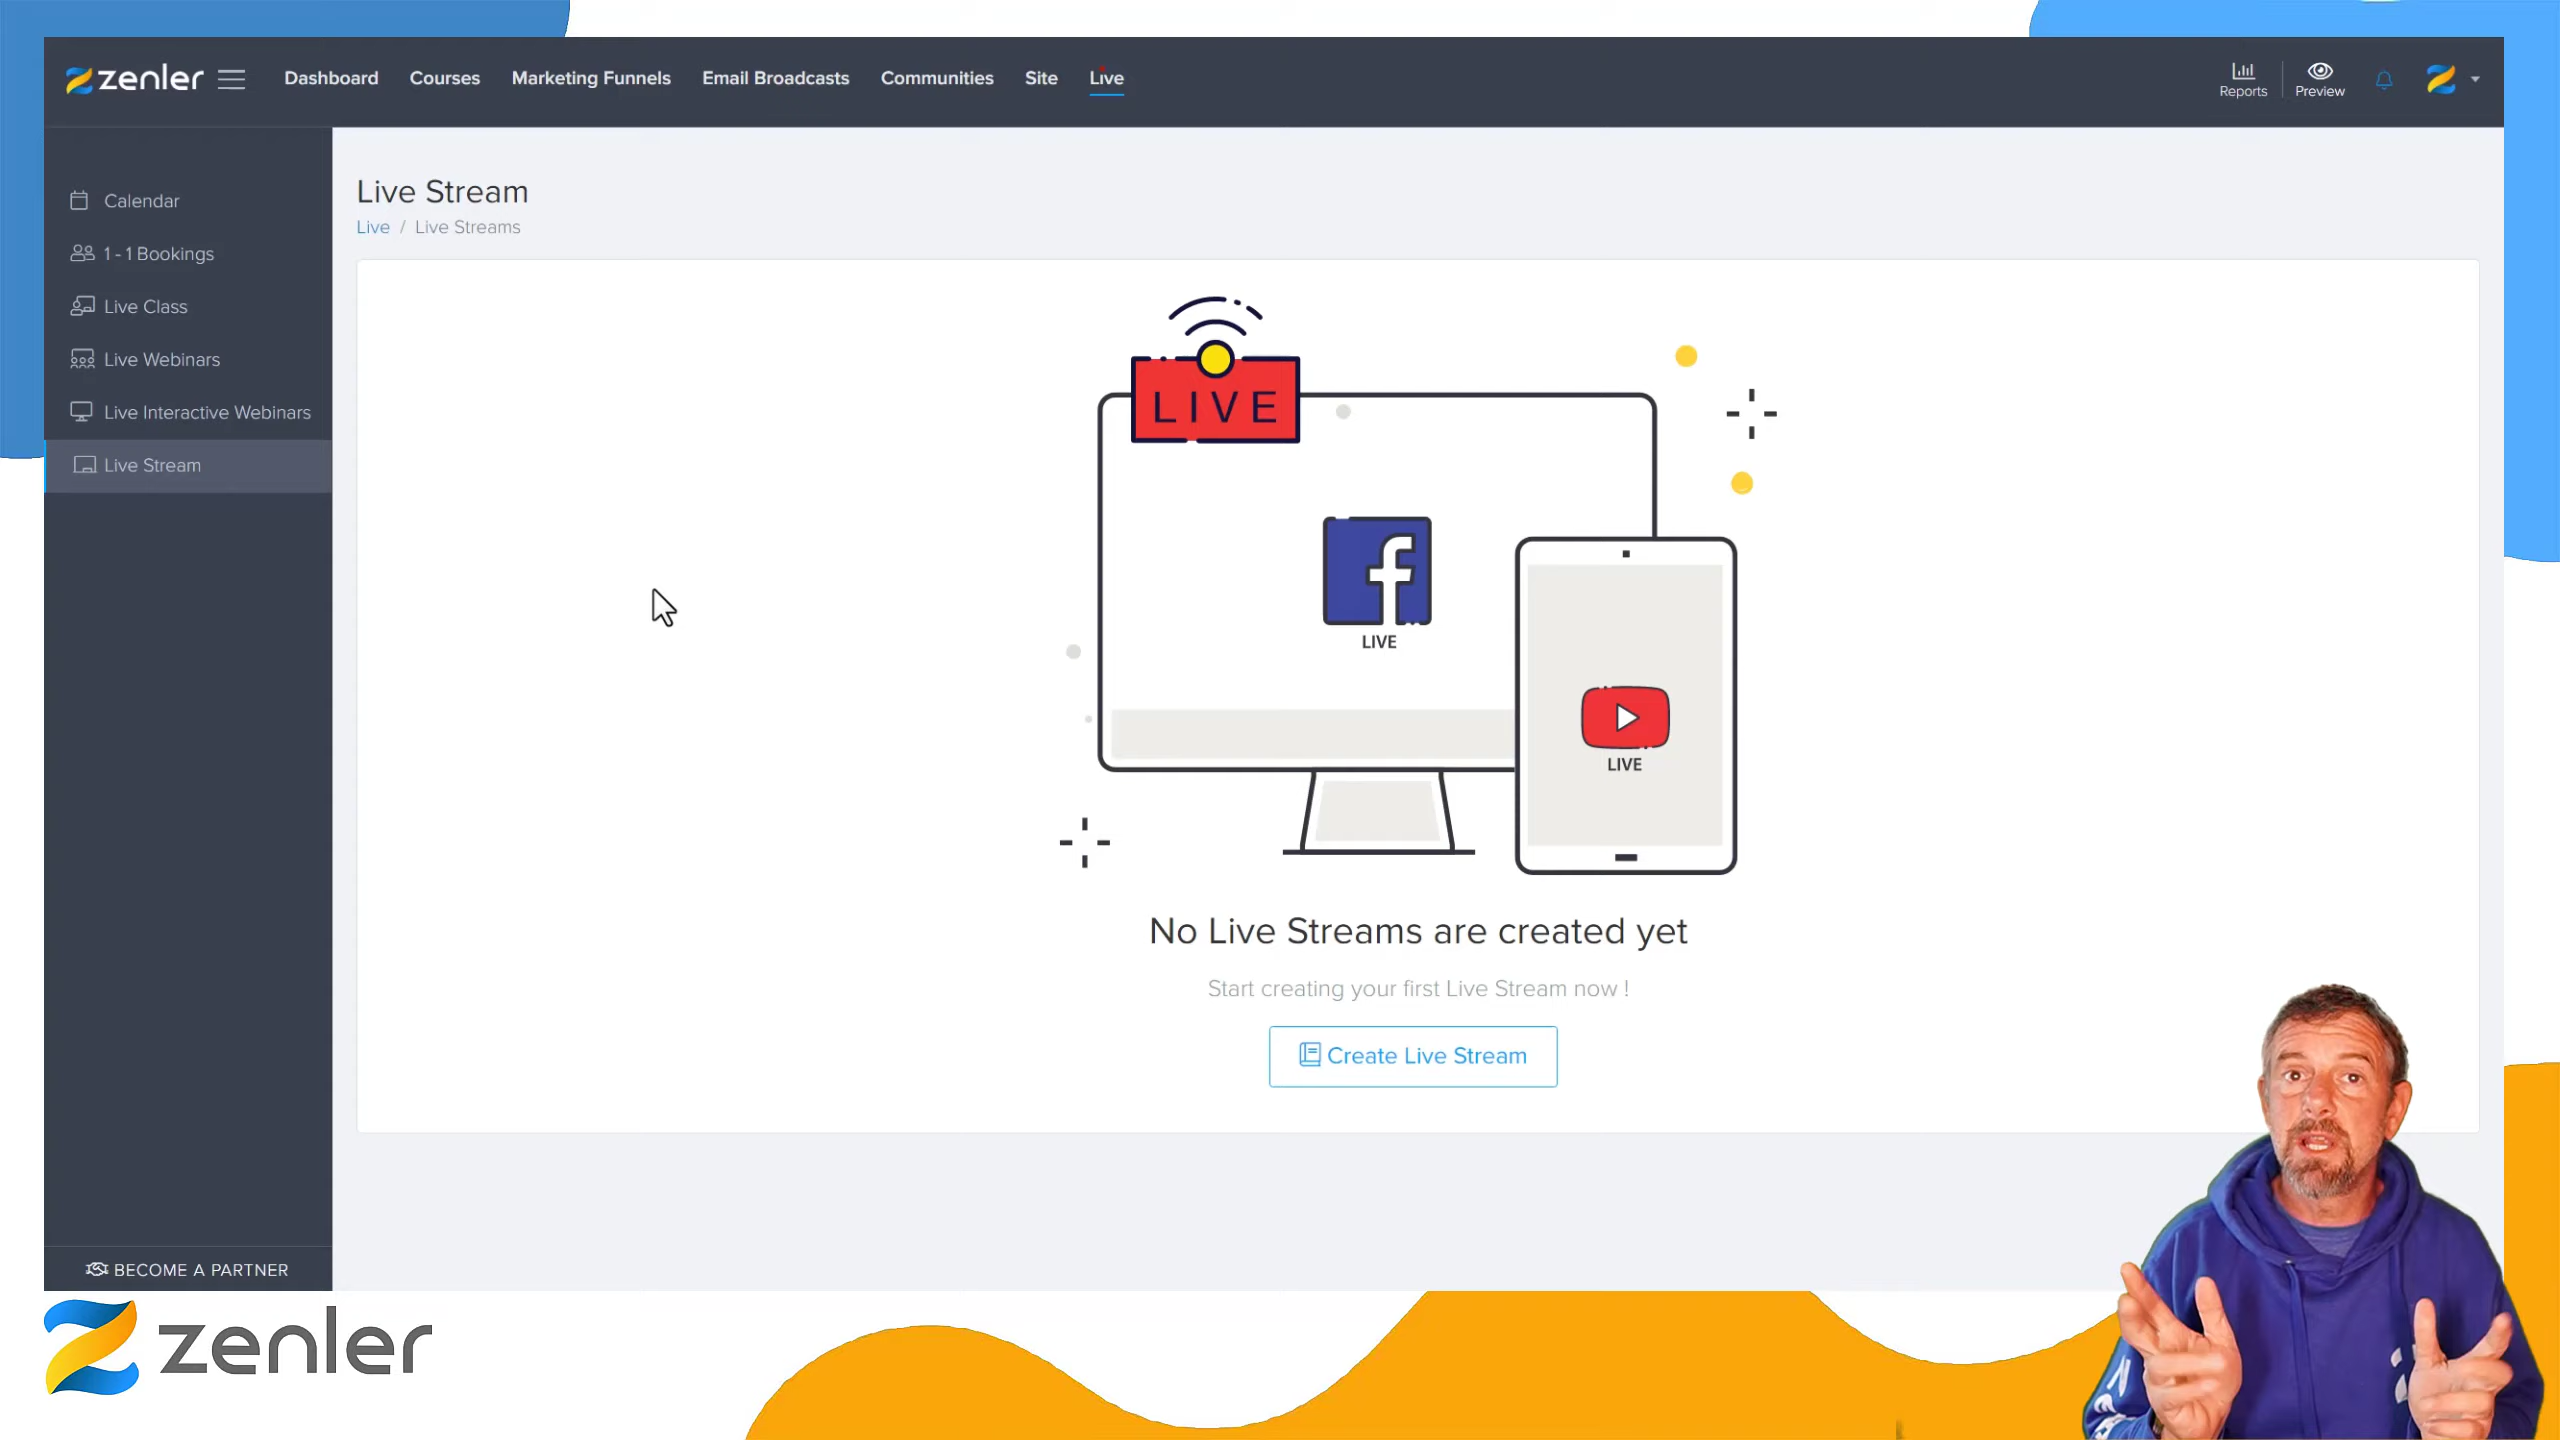 zenler
Dashboard
Courses
Marketing Funnels
Email Broadcasts
Communities
Site
Live
Reports
Preview
Calendar
1 - 1 Bookings
Live Class
Live Webinars
Live Interactive Webinars
Live Stream
BECOME A PARTNER
Live Stream
Live / Live Streams
LIVE
LIVE
LIVE
No Live Streams are created yet
Start creating your first Live Stream now !
Create Live Stream
zenler